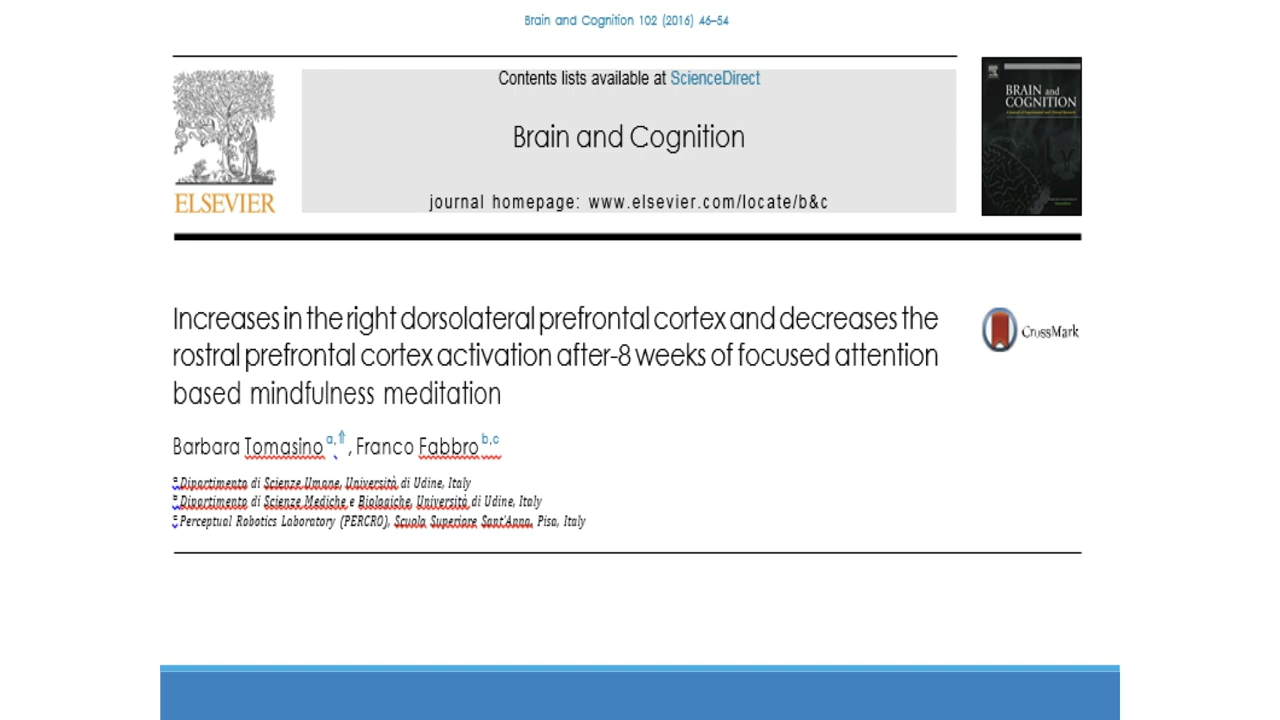 Brain and Cognition 102 (2016) 46–54
Contents lists available at ScienceDirect
Brain and Cognition
journal homepage: www.elsevier.com/locate/b&c
ELSEVIER
BRAIN and
COGNITION
Increases in the right dorsolateral prefrontal cortex and decreases the
rostral prefrontal cortex activation after-8 weeks of focused attention
based mindfulness meditation
CrossMark
Barbara Tomasino a,⇑, Franco Fabbro b,c
Dipartimento di Scienze Umane, Università di Udine, Italy
Dipartimento di Scienze Mediche e Biologiche, Università di Udine, Italy
Perceptual Robotics Laboratory (PERCRO), Scuola Superiore Sant'Anna, Pisa, Italy